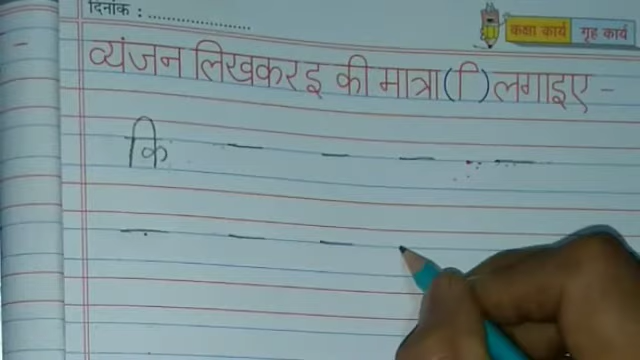 दिनांक : ......................
कक्षा कार्य गृह कार्य
व्यंजन लिखकर इ की मात्रा ( ि ) लगाइए -
कि — — — —
— — —